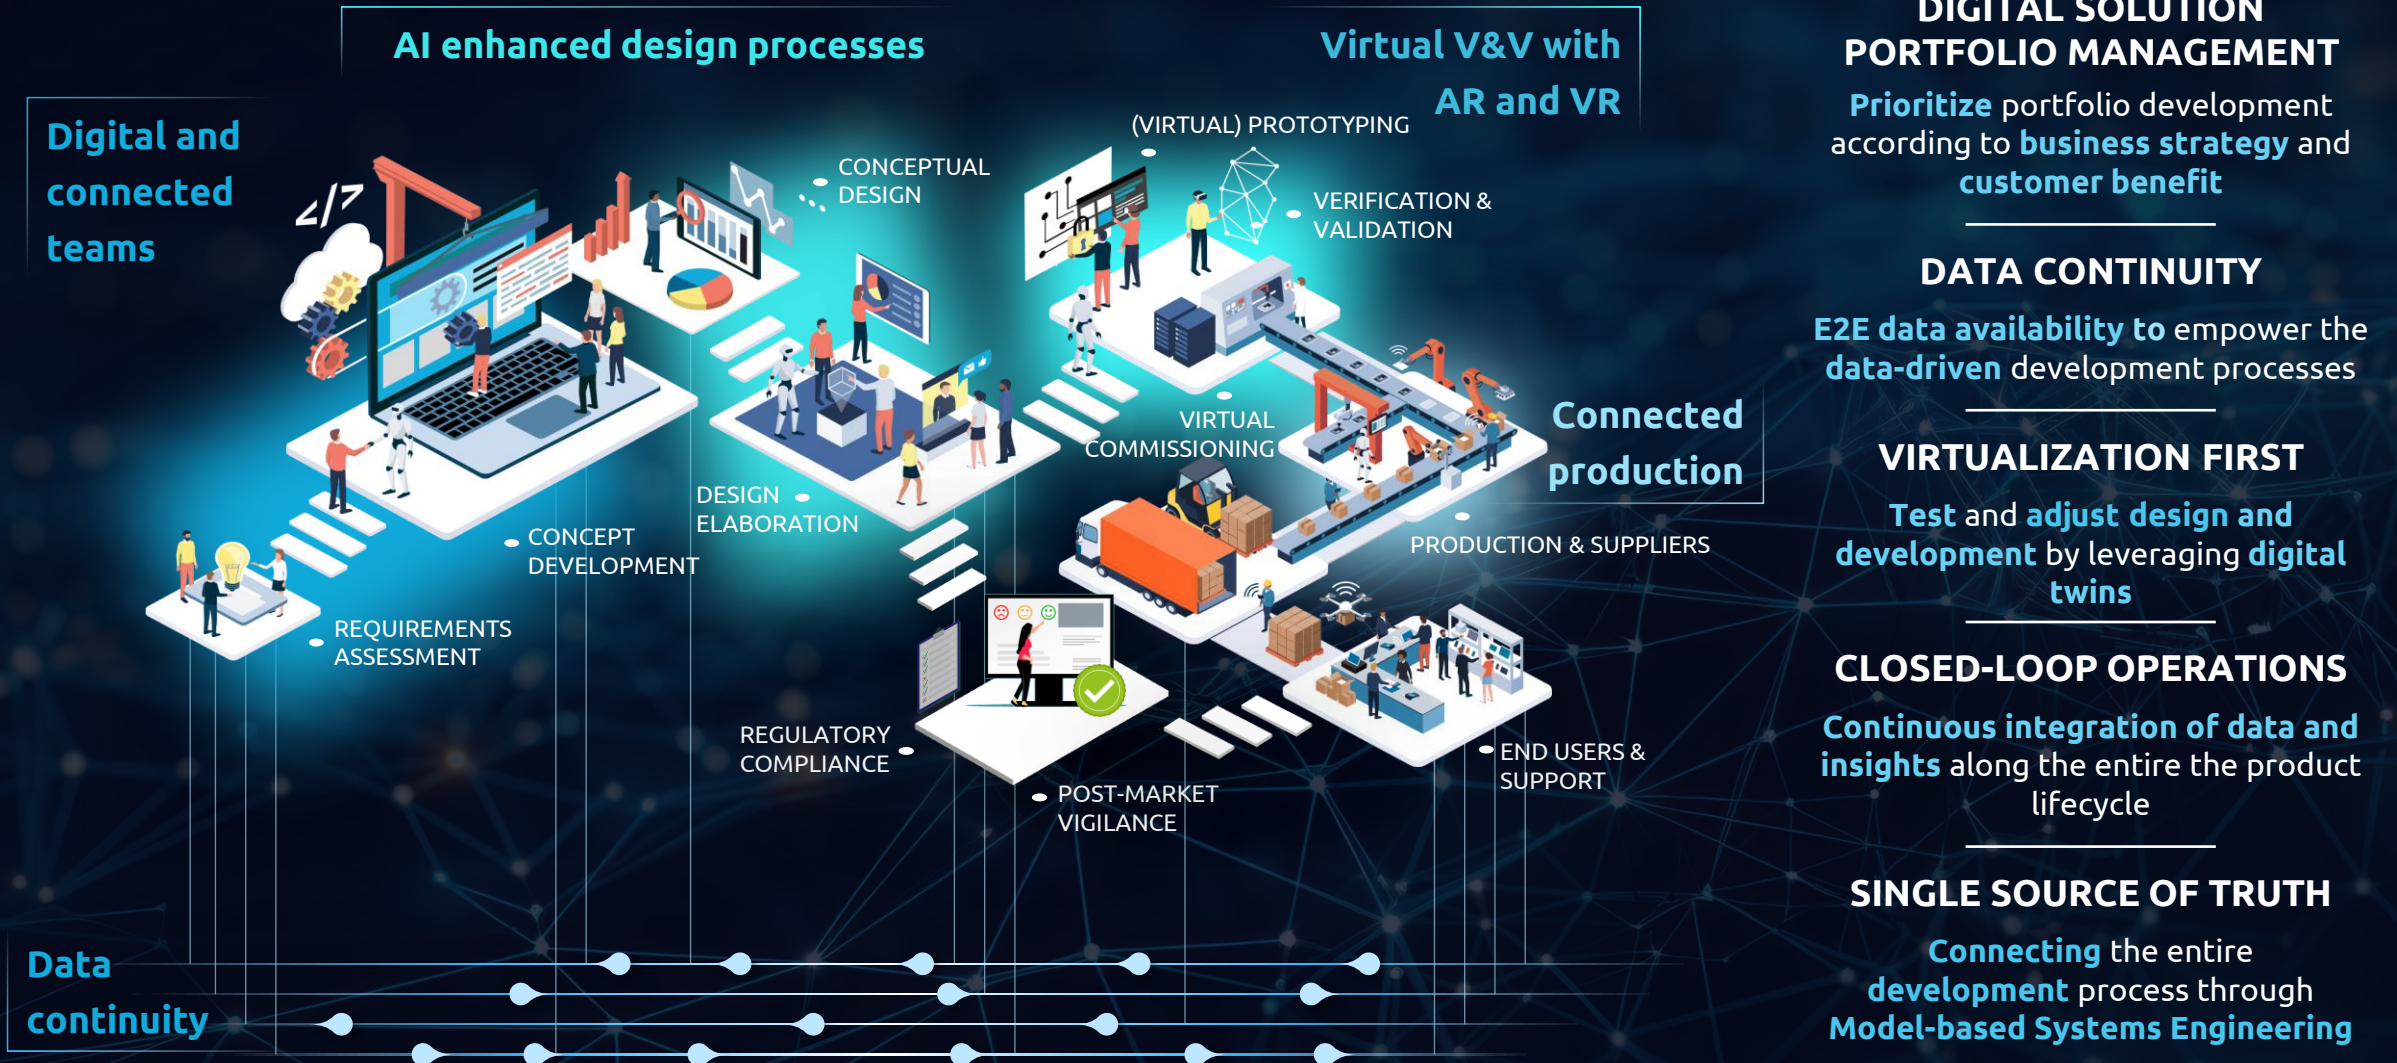 AI enhanced design processes
Virtual V&V with
AR and VR
Digital and
connected
teams
(VIRTUAL) PROTOTYPING
CONCEPTUAL
DESIGN
VERIFICATION &
VALIDATION
VIRTUAL
COMMISSIONING
Connected
production
DESIGN
ELABORATION
CONCEPT
DEVELOPMENT
PRODUCTION & SUPPLIERS
REQUIREMENTS
ASSESSMENT
REGULATORY
COMPLIANCE
END USERS &
SUPPORT
POST-MARKET
VIGILANCE
Data
continuity
DIGITAL SOLUTION
PORTFOLIO MANAGEMENT
Prioritize portfolio development
according to business strategy and
customer benefit
DATA CONTINUITY
E2E data availability to empower the
data-driven development processes
VIRTUALIZATION FIRST
Test and adjust design and
development by leveraging digital
twins
CLOSED-LOOP OPERATIONS
Continuous integration of data and
insights along the entire the product
lifecycle
SINGLE SOURCE OF TRUTH
Connecting the entire
development process through
Model-based Systems Engineering